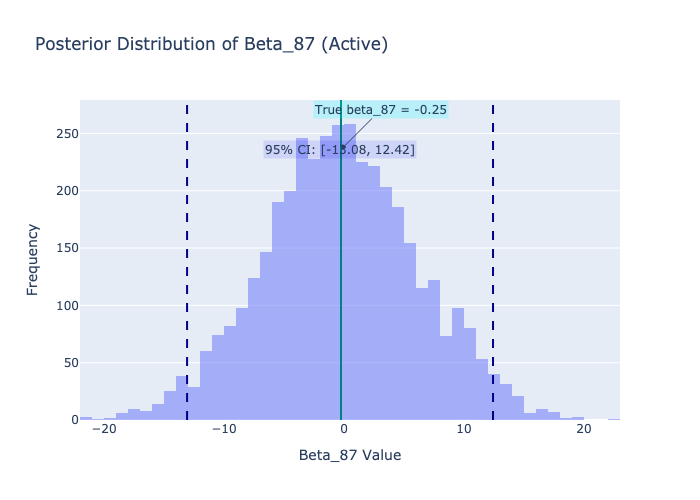 Posterior Distribution of Beta_87 (Active)
True beta_87 = -0.25
95% CI: [-13.08, 12.42]
250
200
150
100
50
0
Frequency
−20
−10
0
10
20
Beta_87 Value